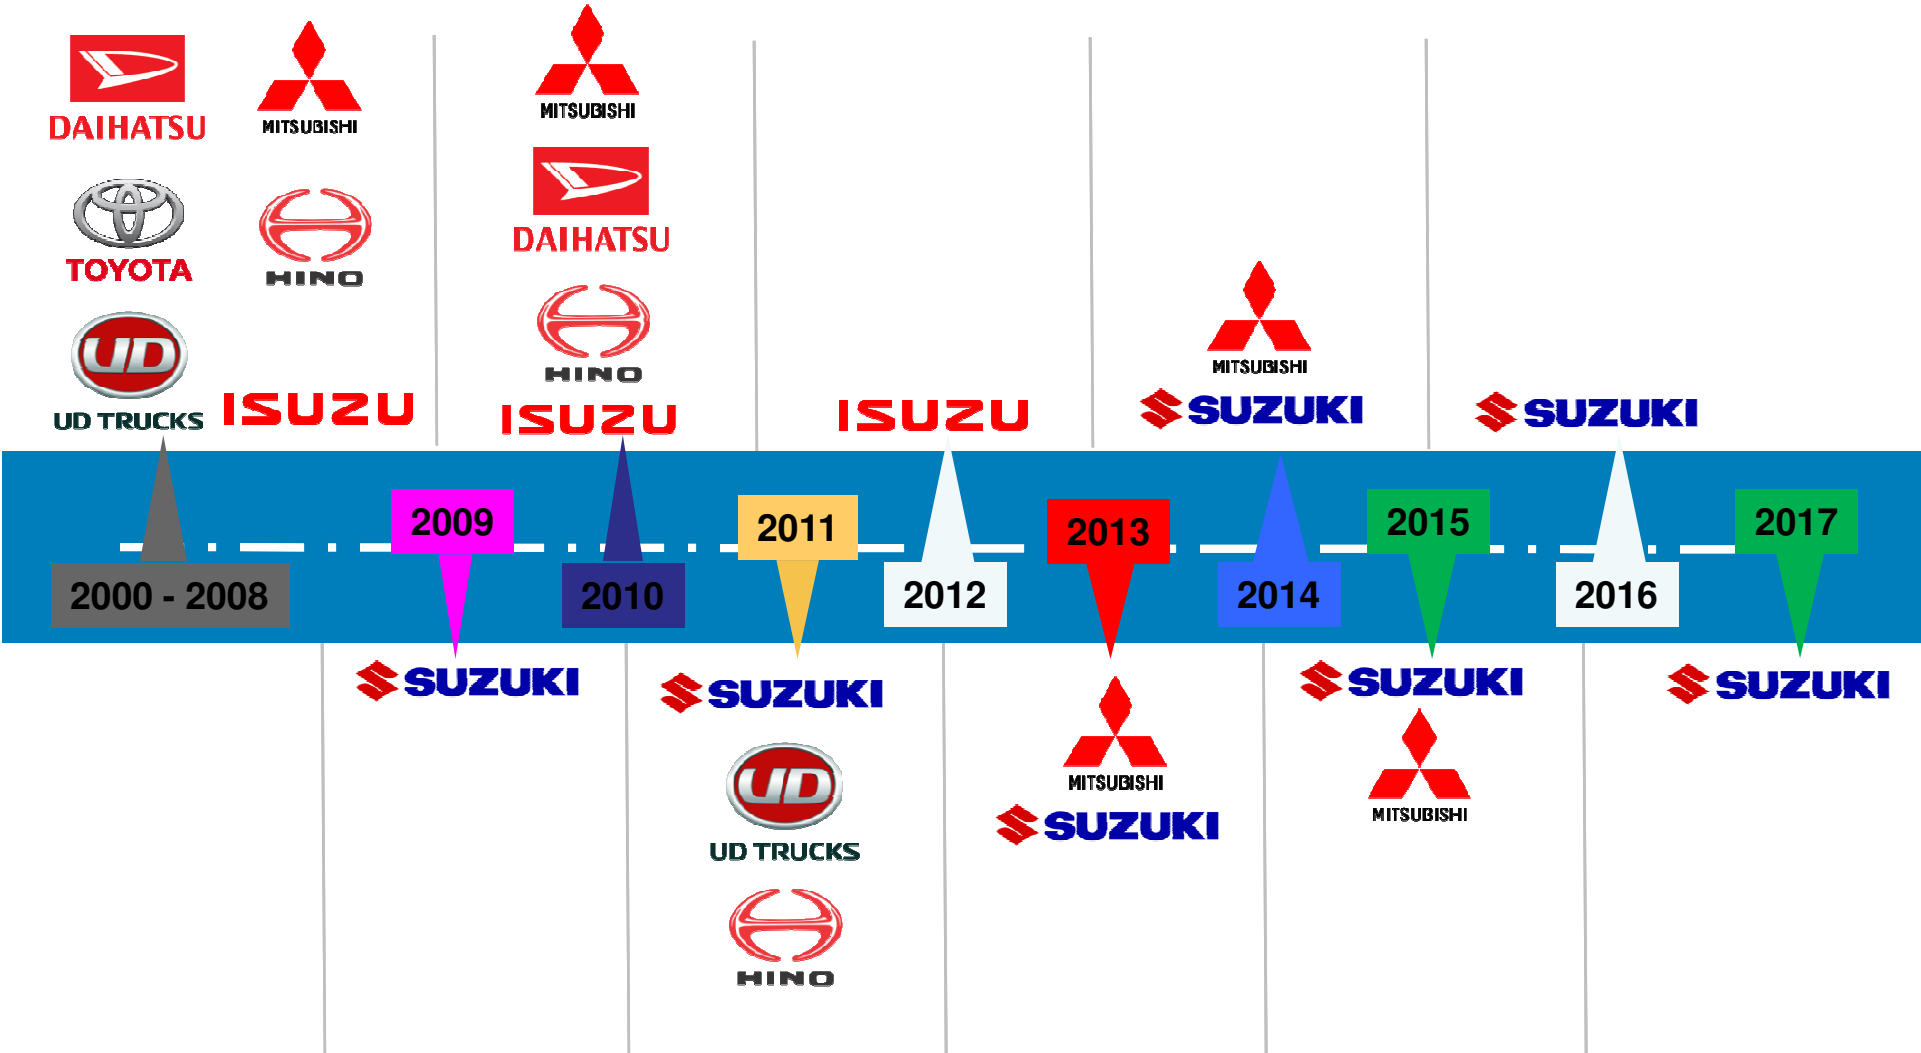 DAIHATSU
MITSUBISHI
TOYOTA
HINO
UD
UD TRUCKS
ISUZU
MITSUBISHI
DAIHATSU
HINO
ISUZU
ISUZU
MITSUBISHI
SUZUKI
SUZUKI
2000 - 2008
2009
2010
2011
2012
2013
2014
2015
2016
2017
SUZUKI
SUZUKI
UD
UD TRUCKS
HINO
MITSUBISHI
SUZUKI
SUZUKI
MITSUBISHI
SUZUKI